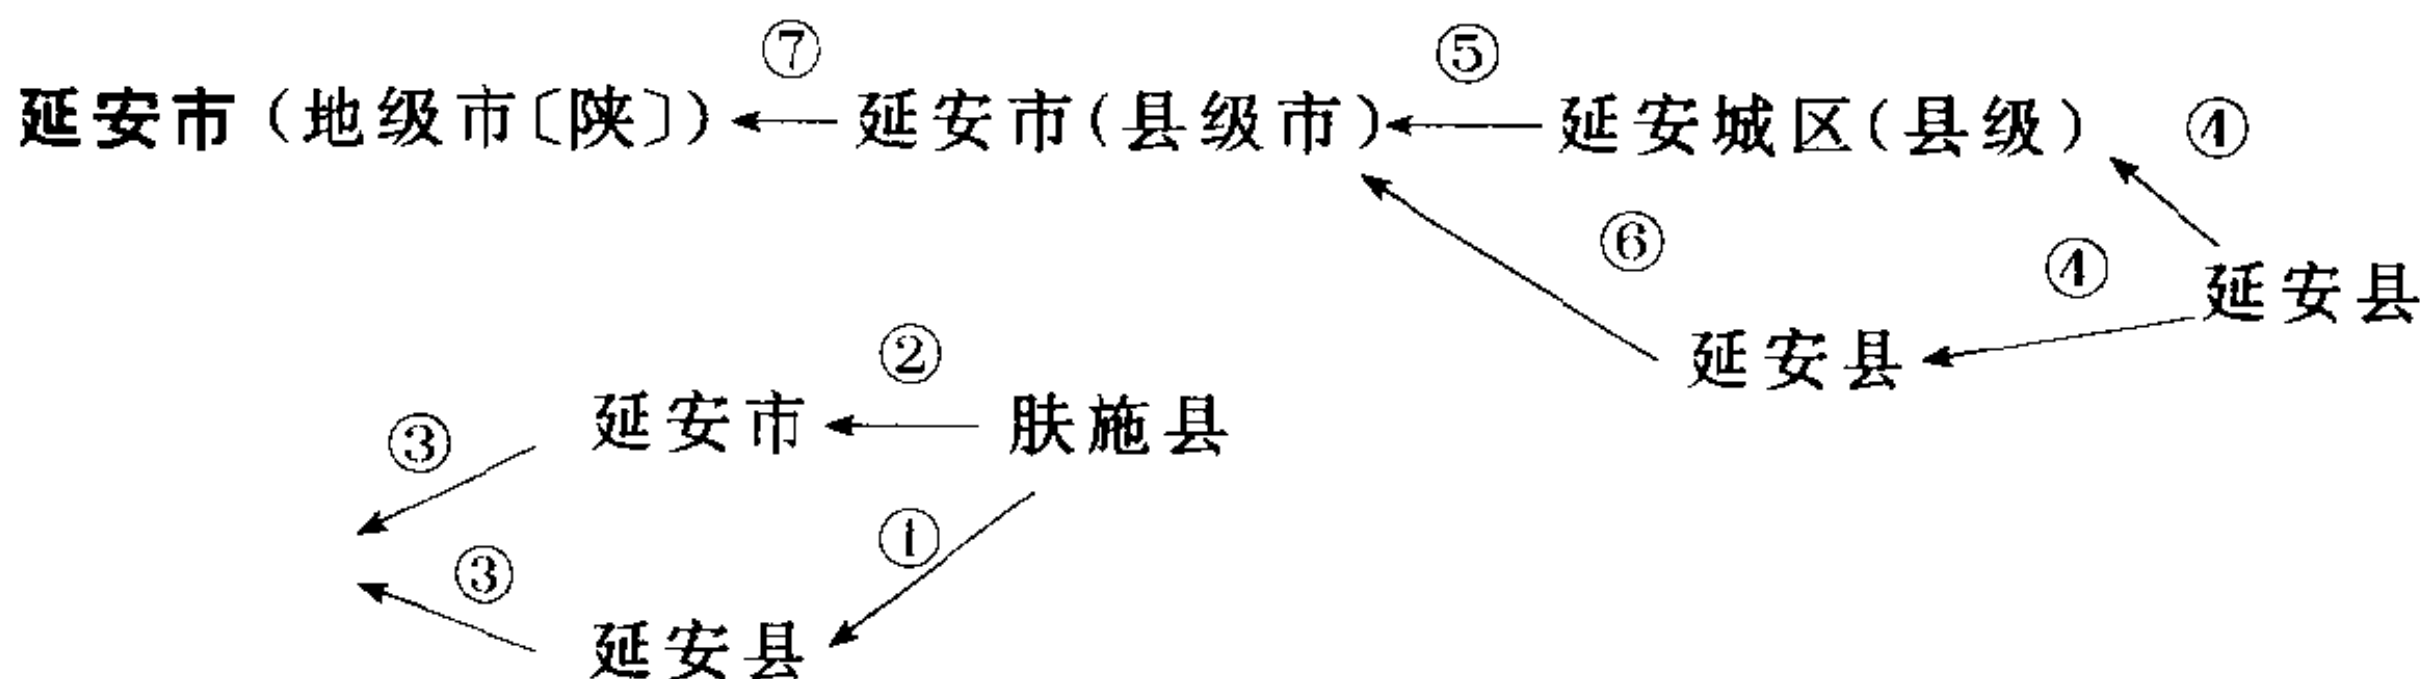 ⑦ ⑤
延安市（地级市〔陕〕） 延安市（县级市） 延安城区（县级） ④
⑥ ④ 延安县
延安县
② 
③ 延安市 肤施县
① 
③
延安县